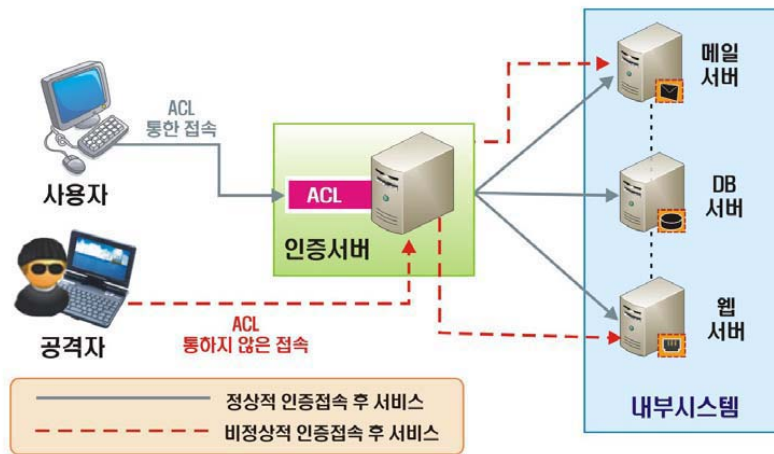 메일
서버
ACL
통한 접속
사용자
ACL
DB
서버
인증서버
ACL
통하지 않은 접속
공격자
웹
서버
정상적 인증접속 후 서비스
비정상적 인증접속 후 서비스
내부시스템